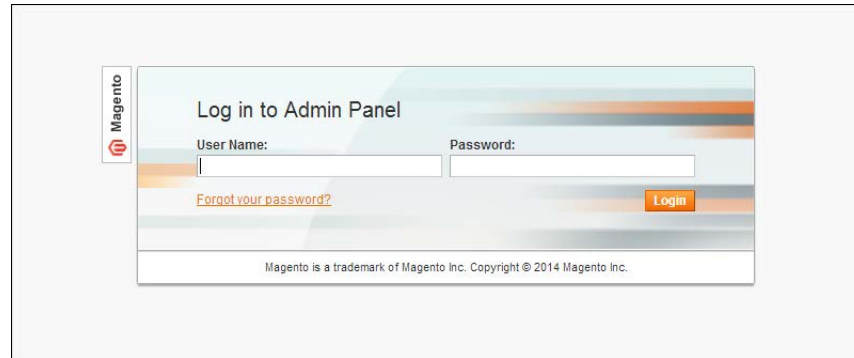 Magento
Log in to Admin Panel
User Name:
Password:
Forgot your password?
Login
Magento is a trademark of Magento Inc. Copyright © 2014 Magento Inc.